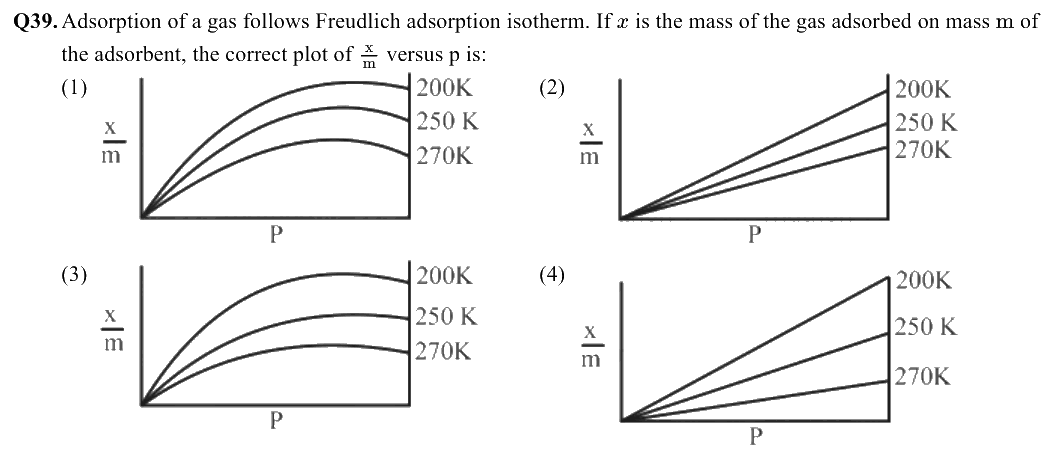 Q39. Adsorption of a gas follows Freudlich adsorption isotherm. If x is the mass of the gas adsorbed on mass m of
the adsorbent, the correct plot of x/m versus p is:
(1)
200K
250 K
270K
x/m
P
(2)
200K
250 K
270K
x/m
P
(3)
200K
250 K
270K
x/m
P
(4)
200K
250 K
270K
x/m
P